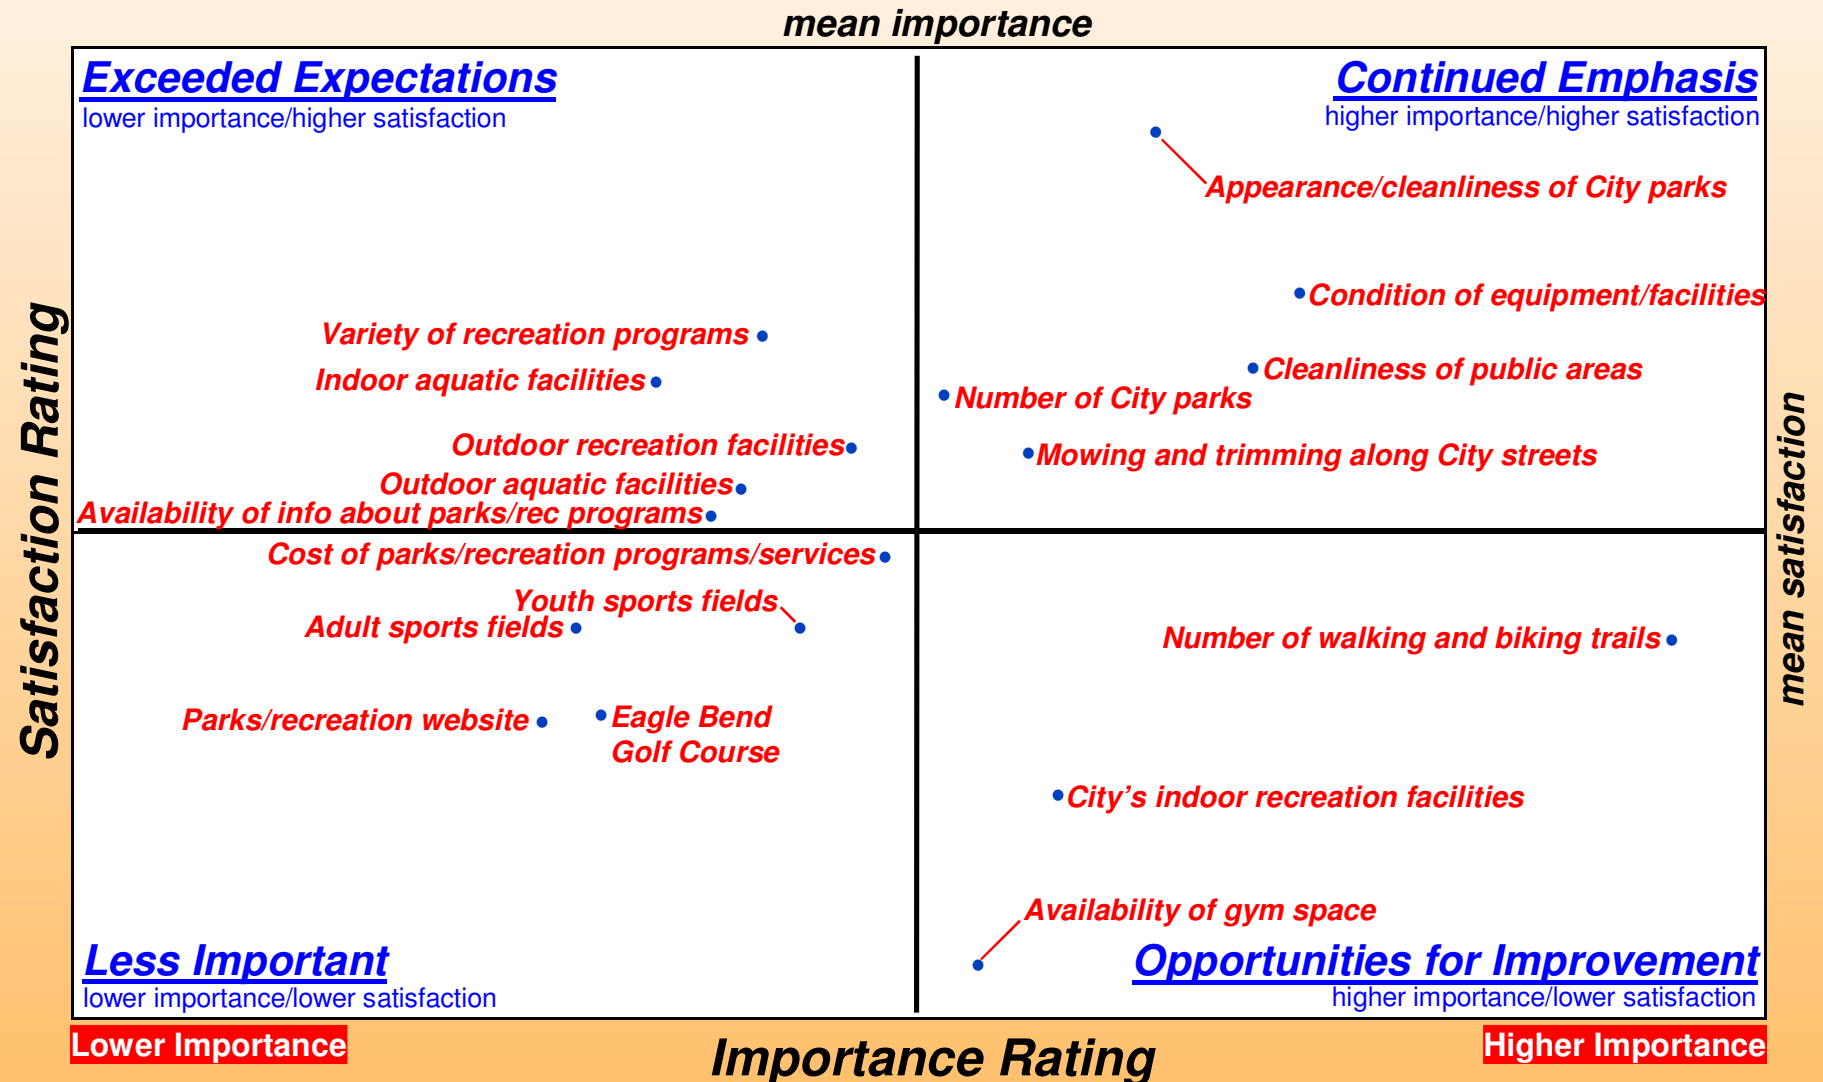 mean importance
Exceeded Expectations
lower importance/higher satisfaction
Continued Emphasis
higher importance/higher satisfaction
Appearance/cleanliness of City parks
Condition of equipment/facilities
Variety of recreation programs
Cleanliness of public areas
Indoor aquatic facilities
Number of City parks
Outdoor recreation facilities
Mowing and trimming along City streets
Outdoor aquatic facilities
Availability of info about parks/rec programs
Satisfaction Rating
mean satisfaction
Cost of parks/recreation programs/services
Youth sports fields
Adult sports fields
Number of walking and biking trails
Parks/recreation website
Eagle Bend
Golf Course
City’s indoor recreation facilities
Availability of gym space
Less Important
lower importance/lower satisfaction
Opportunities for Improvement
higher importance/lower satisfaction
Lower Importance
Importance Rating
Higher Importance